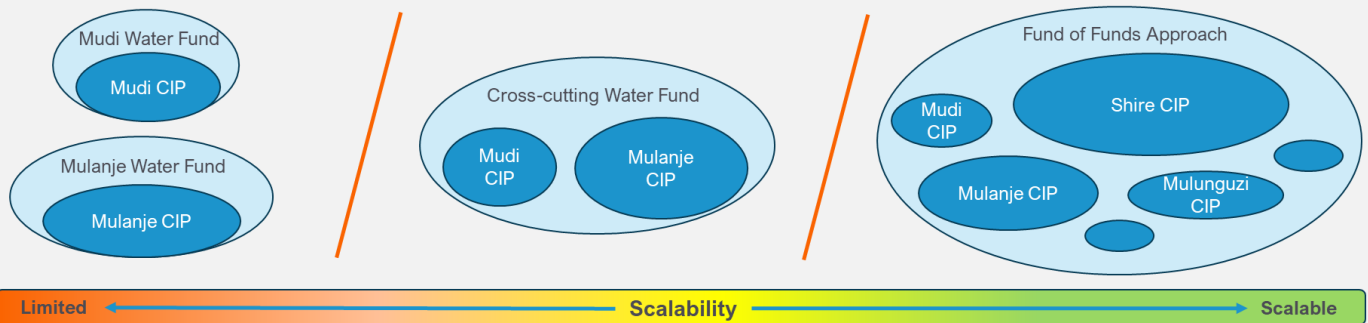 Mudi Water Fund
Mudi CIP
Mulanje Water Fund
Mulanje CIP
Cross-cutting Water Fund
Mudi
CIP
Mulanje
CIP
Fund of Funds Approach
Mudi
CIP
Shire CIP
Mulanje CIP
Mulunguzi
CIP
Limited
Scalability
Scalable